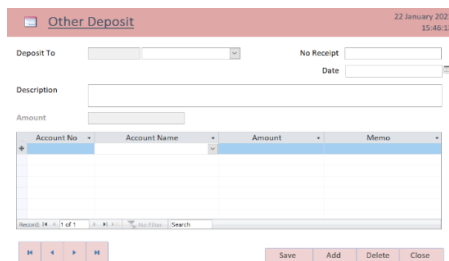 Other Deposit
22 January 202
15:46:1
Deposit To
No Receipt
Date
Description
Amount
Account No Account Name Amount Memo
Record: 1 of 1 No Filter Search
Save Add Delete Close